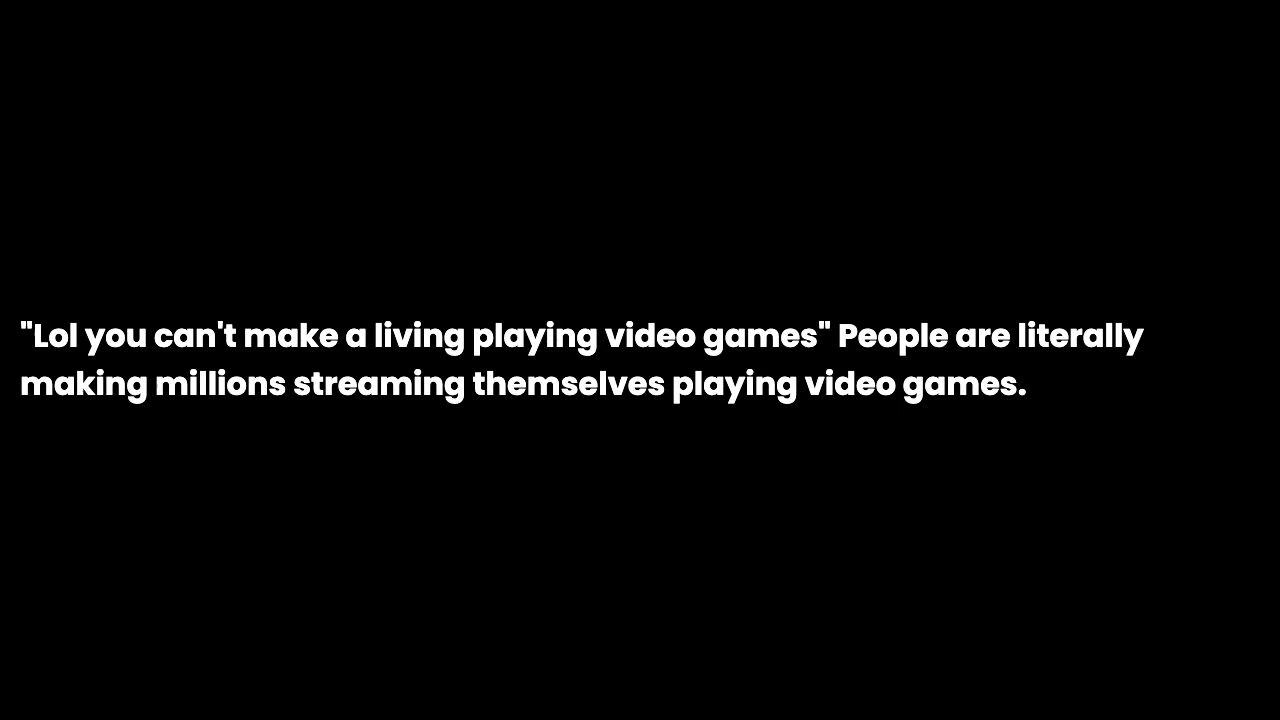 "Lol you can't make a living playing video games" People are literally
making millions streaming themselves playing video games.